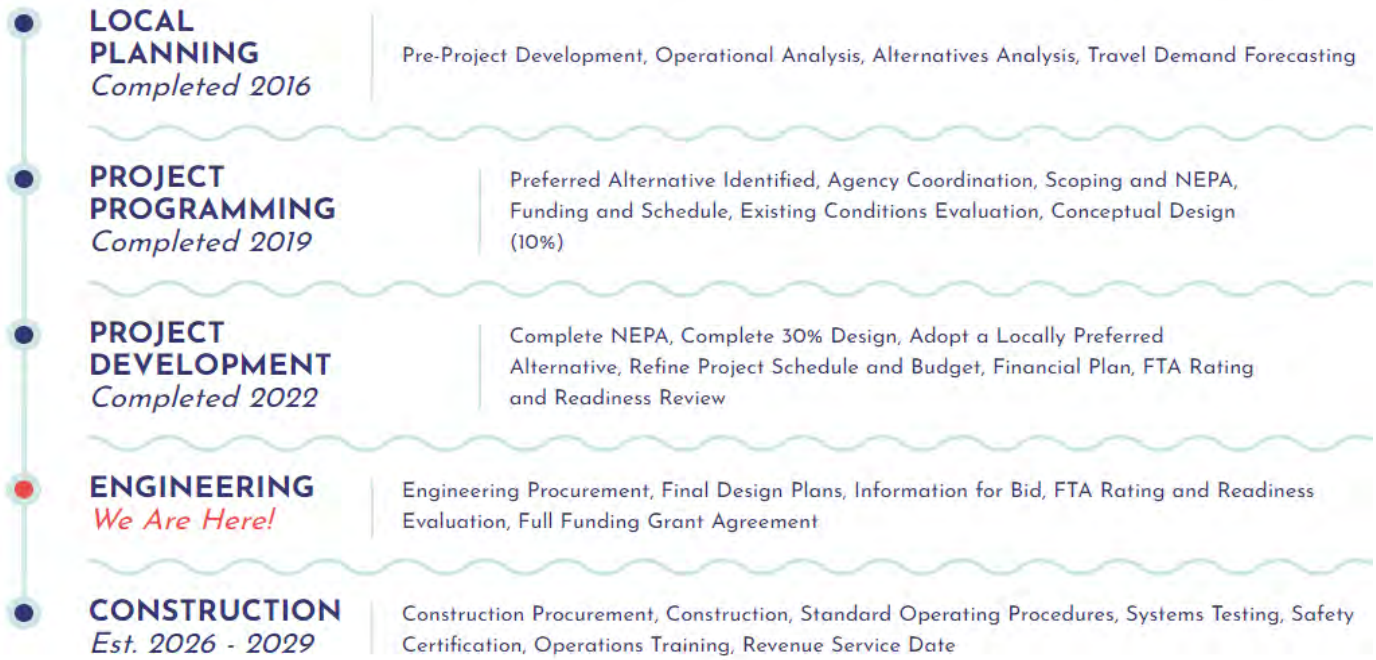 LOCAL
PLANNING
Completed 2016
Pre-Project Development, Operational Analysis, Alternatives Analysis, Travel Demand Forecasting
PROJECT
PROGRAMMING
Completed 2019
Preferred Alternative Identified, Agency Coordination, Scoping and NEPA,
Funding and Schedule, Existing Conditions Evaluation, Conceptual Design
(10%)
PROJECT
DEVELOPMENT
Completed 2022
Complete NEPA, Complete 30% Design, Adopt a Locally Preferred
Alternative, Refine Project Schedule and Budget, Financial Plan, FTA Rating
and Readiness Review
ENGINEERING
We Are Here!
Engineering Procurement, Final Design Plans, Information for Bid, FTA Rating and Readiness
Evaluation, Full Funding Grant Agreement
CONSTRUCTION
Est. 2026 - 2029
Construction Procurement, Construction, Standard Operating Procedures, Systems Testing, Safety
Certification, Operations Training, Revenue Service Date